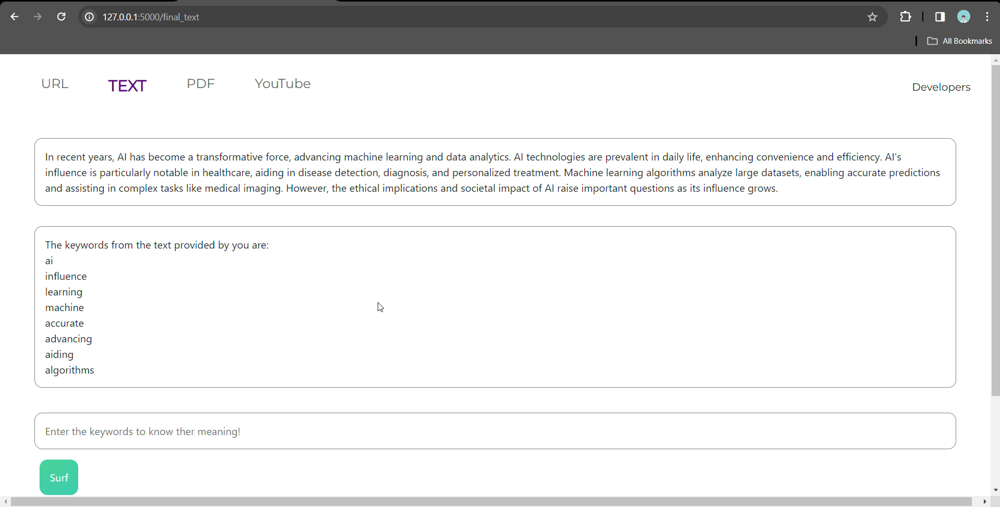 127.0.0.1:5000/final_text
All Bookmarks
URL TEXT PDF YouTube Developers
In recent years, AI has become a transformative force, advancing machine learning and data analytics. AI technologies are prevalent in daily life, enhancing convenience and efficiency. AI's
influence is particularly notable in healthcare, aiding in disease detection, diagnosis, and personalized treatment. Machine learning algorithms analyze large datasets, enabling accurate predictions
and assisting in complex tasks like medical imaging. However, the ethical implications and societal impact of AI raise important questions as its influence grows.
The keywords from the text provided by you are:
ai
influence
learning
machine
accurate
advancing
aiding
algorithms
Enter the keywords to know ther meaning!
Surf